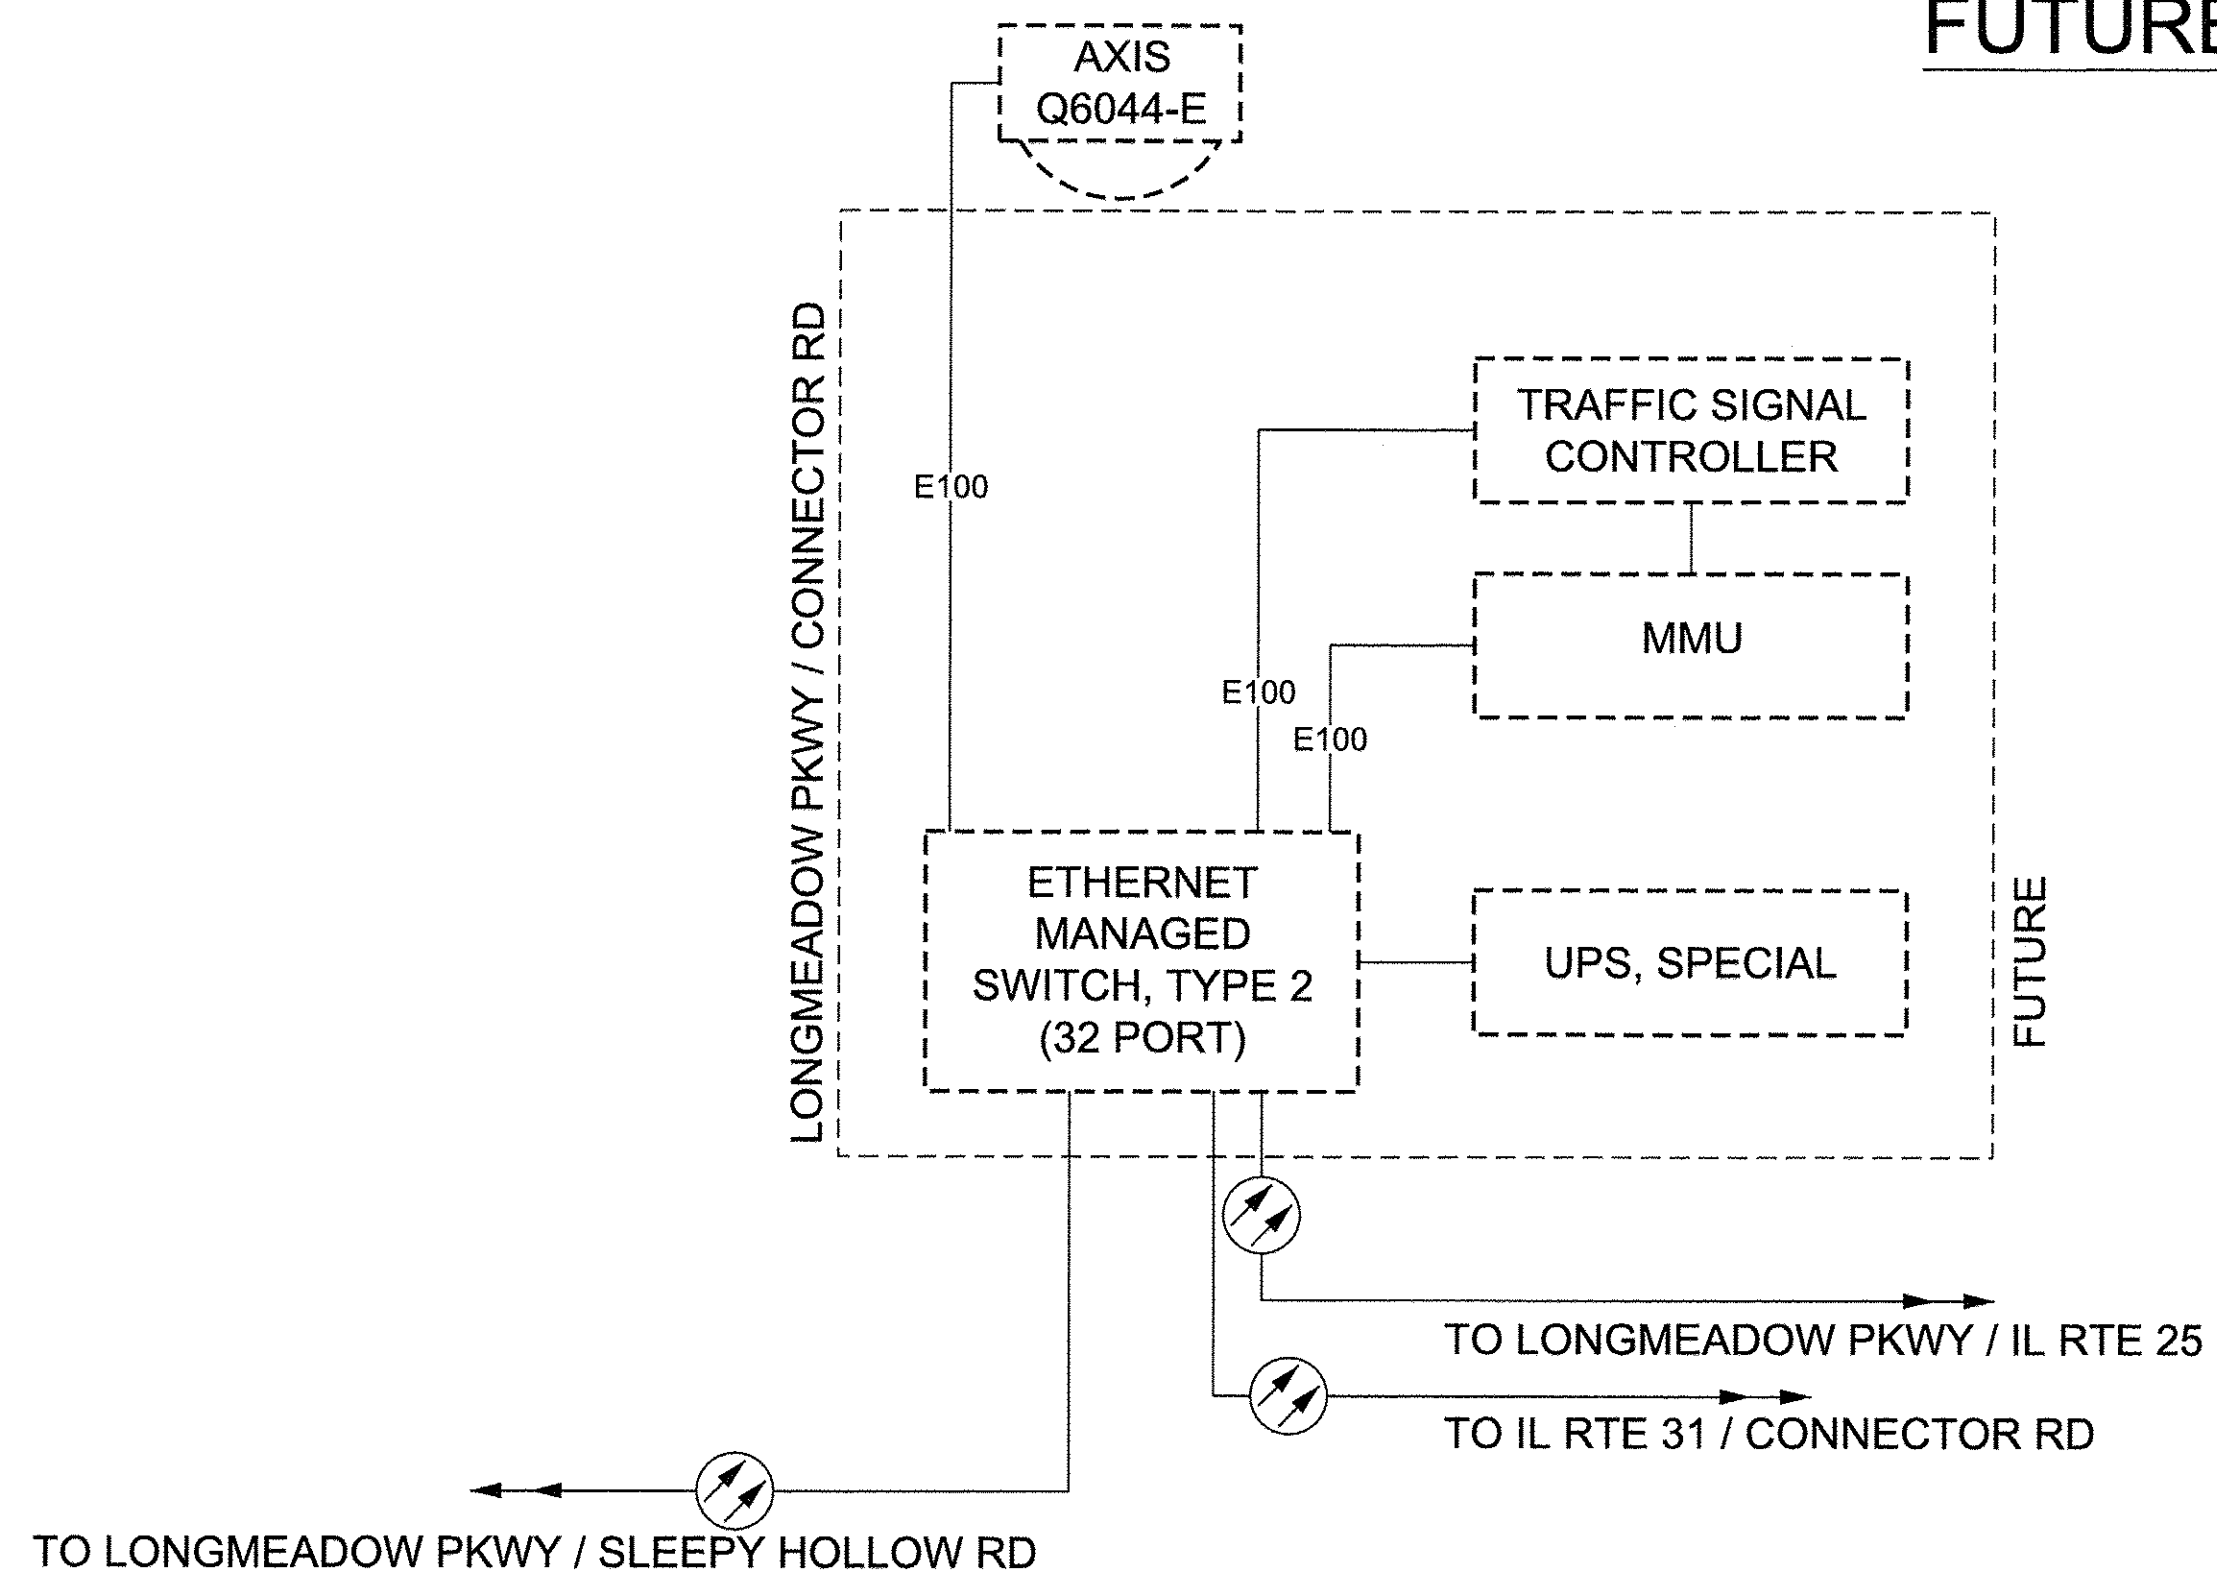 FUTURE
AXIS
Q6044-E
LONGMEADOW PKWY / CONNECTOR RD
TRAFFIC SIGNAL
CONTROLLER
E100
MMU
E100
E100
ETHERNET
MANAGED
SWITCH, TYPE 2
(32 PORT)
UPS, SPECIAL
FUTURE
TO LONGMEADOW PKWY / IL RTE 25
TO IL RTE 31 / CONNECTOR RD
TO LONGMEADOW PKWY / SLEEPY HOLLOW RD